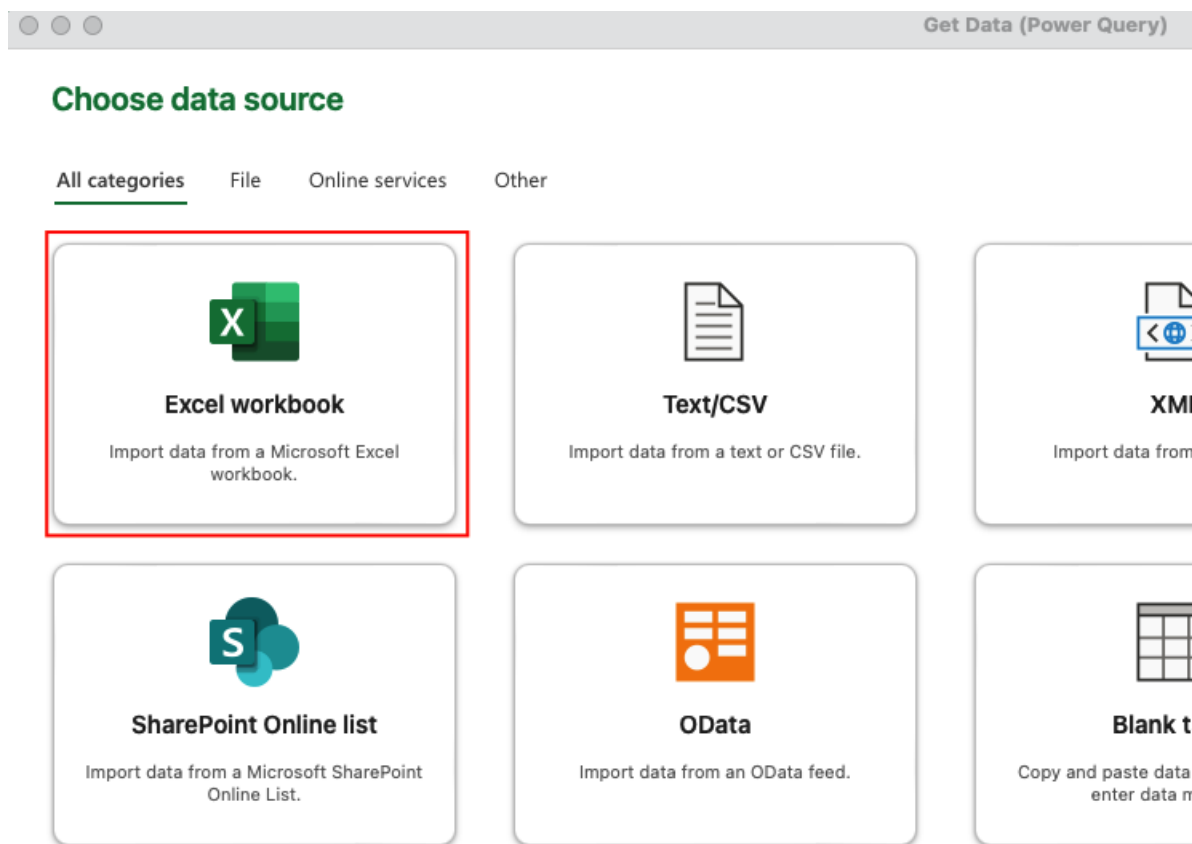 Get Data (Power Query)
Choose data source
All categories File Online services Other
X
Excel workbook
Import data from a Microsoft Excel
workbook.
Text/CSV
Import data from a text or CSV file.
XM
Import data from
S
SharePoint Online list
Import data from a Microsoft SharePoint
Online List.
OData
Import data from an OData feed.
Blank t
Copy and paste data
enter data